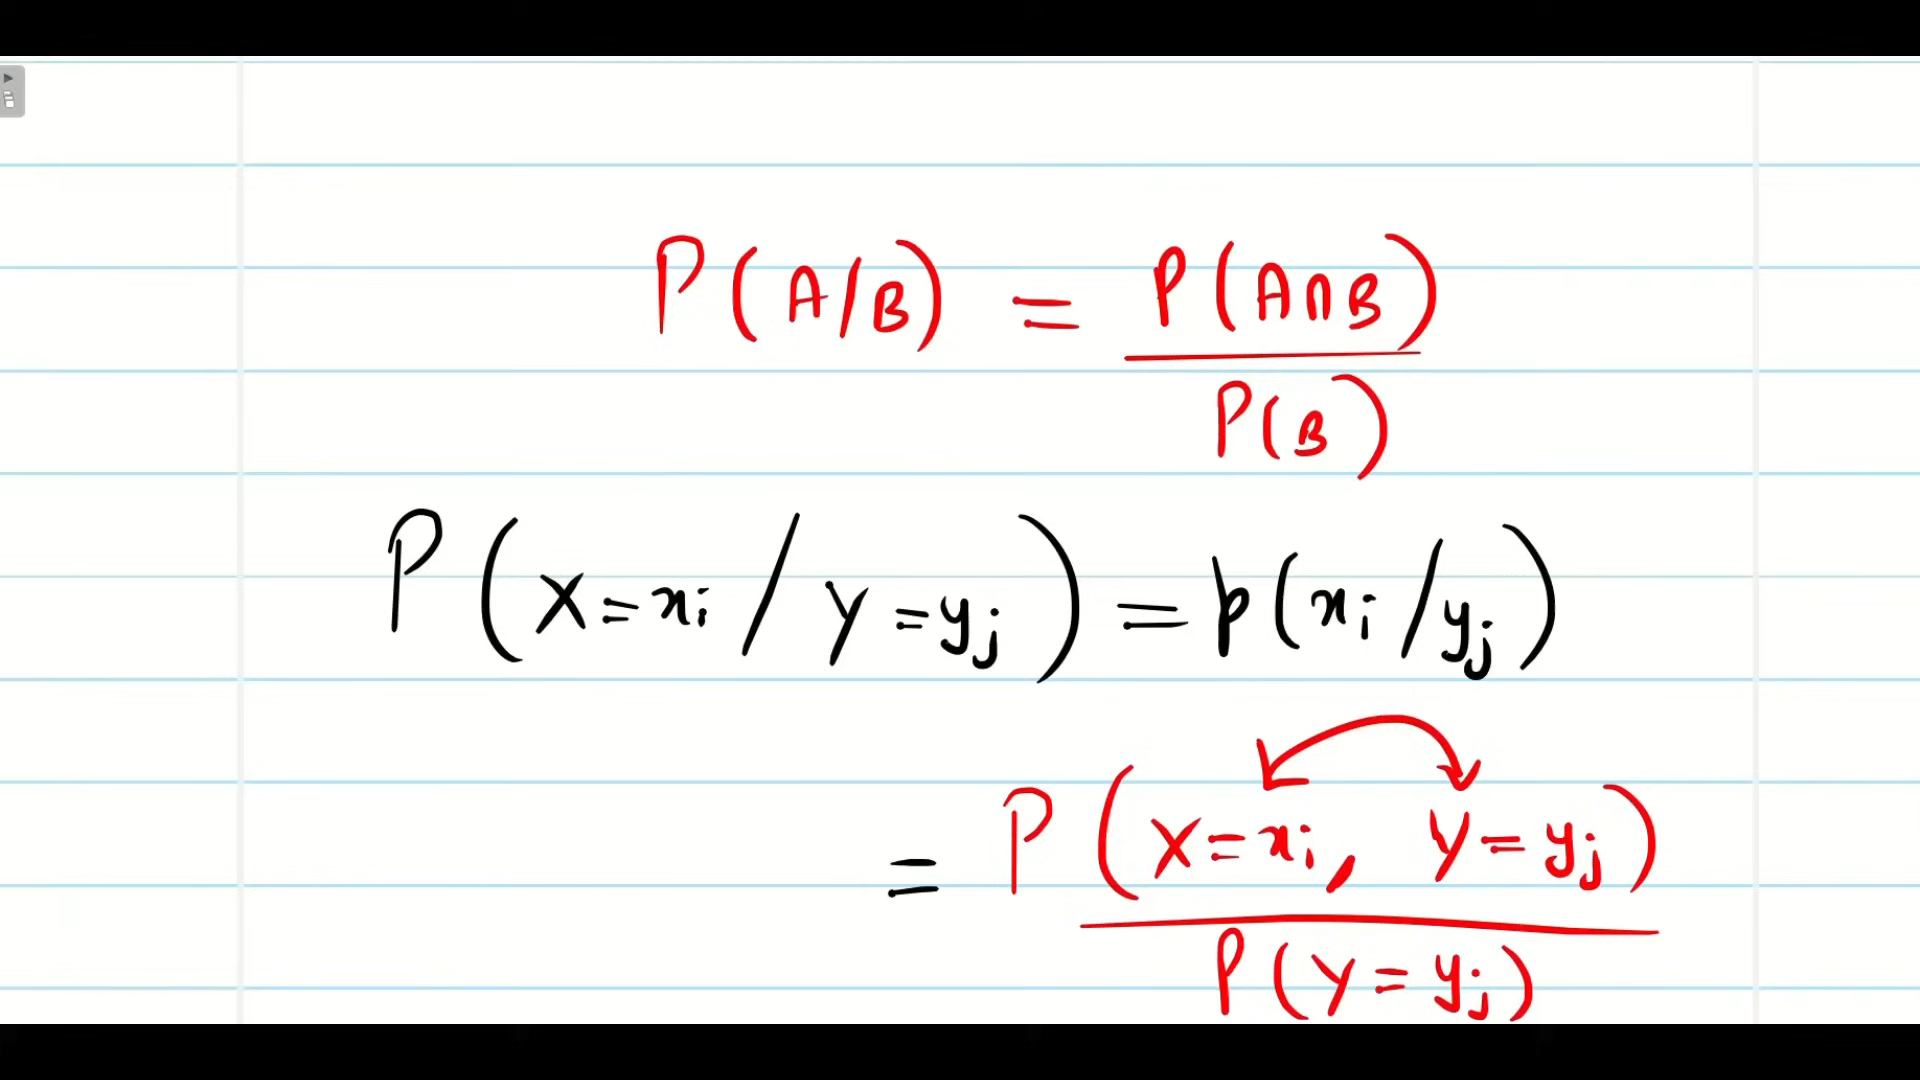 P(A/B) = P(A∩B)
P(B)
P(X=xi / Y=yj) = p(xi/yj)
= P(X=xi, Y=yj)
P(Y=yj)